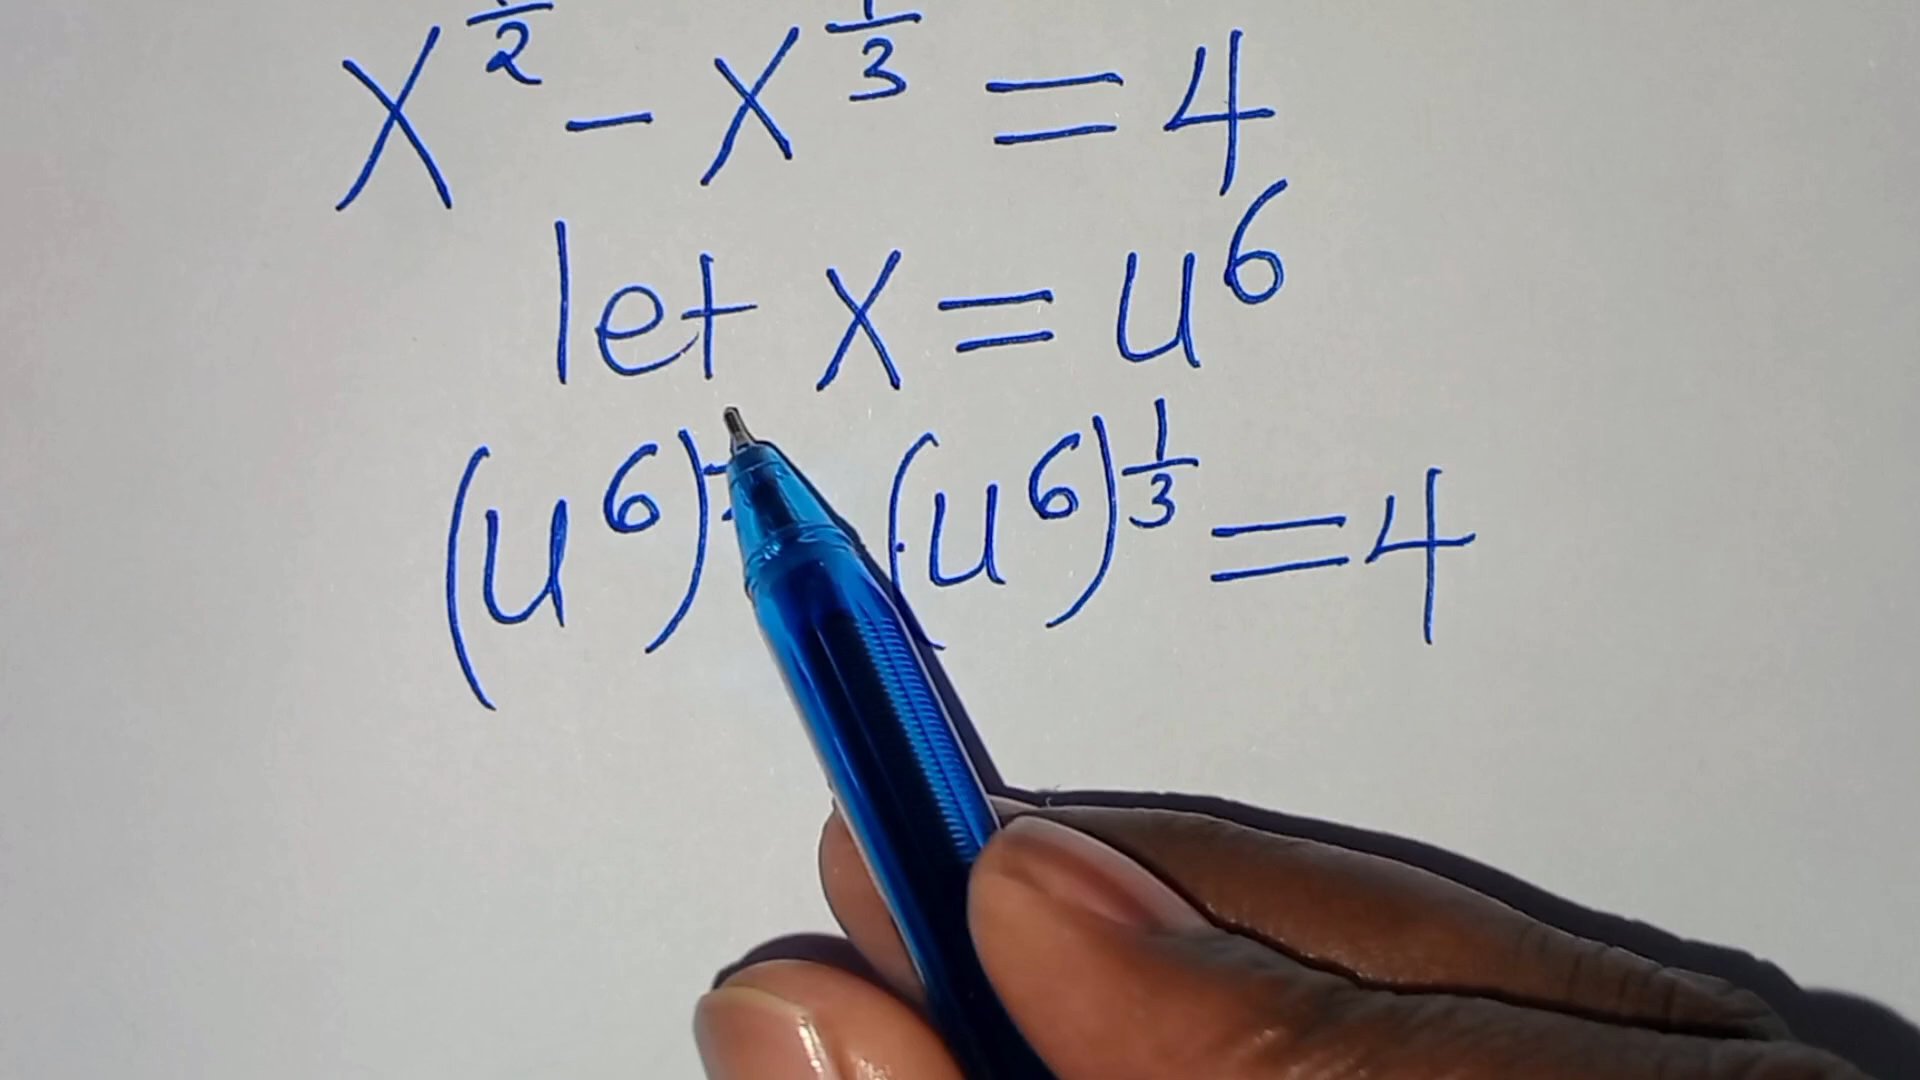 x^{1/2} - x^{1/3} = 4
let x = u^6
(u^6) (u^6)^{1/3} = 4